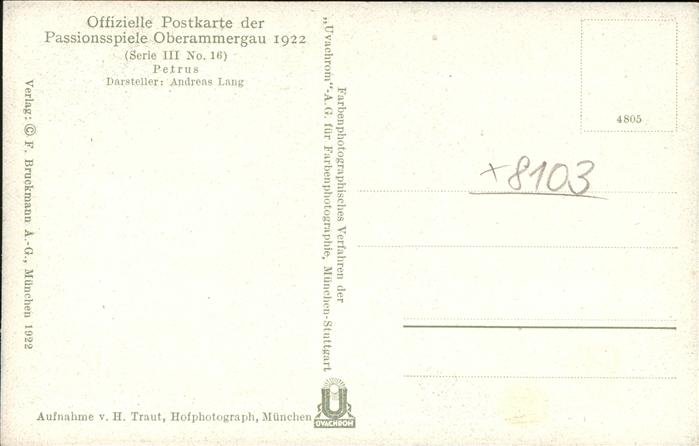 Offizielle Postkarte der
Passionsspiele Oberammergau 1922
(Serie III No. 16)
Petrus
Darsteller: Andreas Lang
Verlag: © F. Bruckmann A.-G., München 1922
Aufnahme v. H. Traut, Hofphotograph, München
Farbenphotographisches Verfahren der
„Uvachrom“-A.G. für Farbenphotographie, München-Stuttgart
U
UVACHROM
4805
+8103